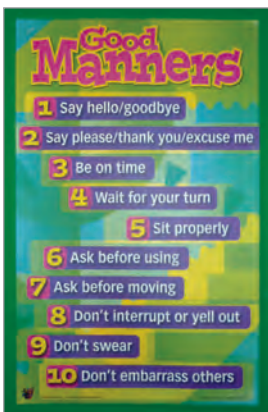 Good
Manners
1 Say hello/goodbye
2 Say please/thank you/excuse me
3 Be on time
4 Wait for your turn
5 Sit properly
6 Ask before using
7 Ask before moving
8 Don't interrupt or yell out
9 Don't swear
10 Don't embarrass others